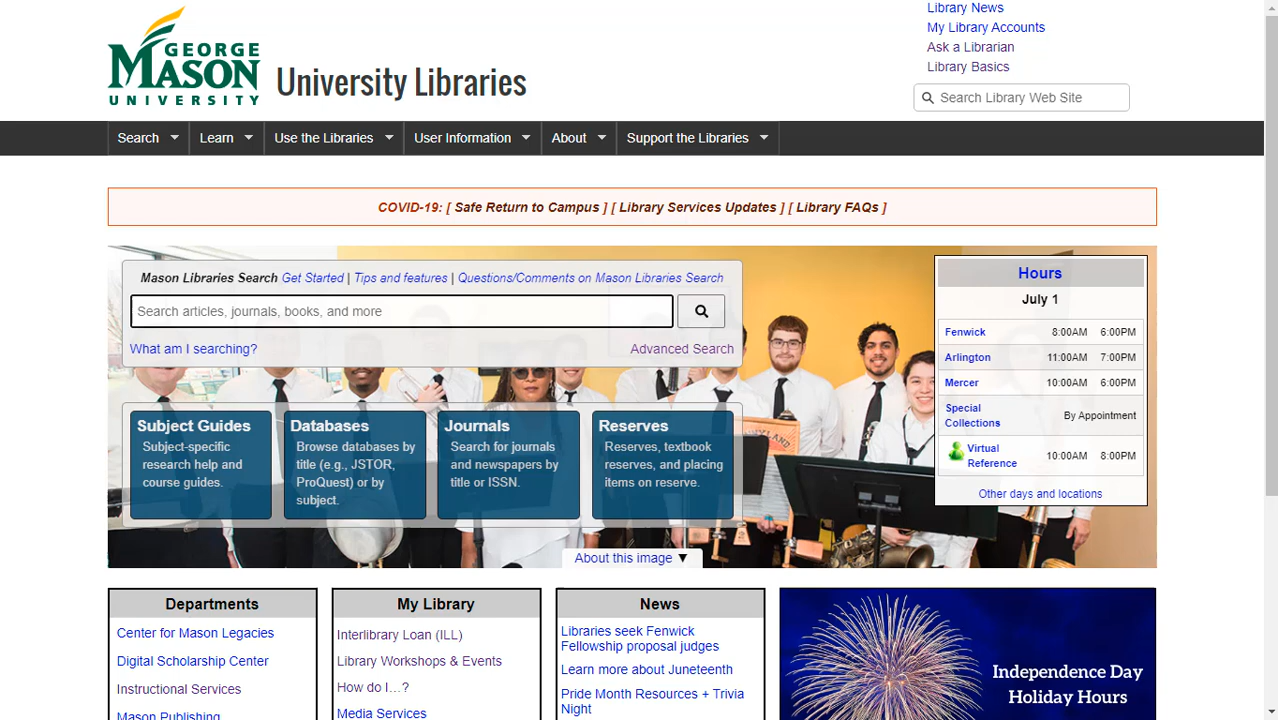 GEORGE
MASON
UNIVERSITY
University Libraries
Library News
My Library Accounts
Ask a Librarian
Library Basics
Search Library Web Site
Search Learn Use the Libraries User Information About Support the Libraries
COVID-19: [ Safe Return to Campus ] [ Library Services Updates ] [ Library FAQs ]
Mason Libraries Search Get Started | Tips and features | Questions/Comments on Mason Libraries Search
Search articles, journals, books, and more
What am I searching? Advanced Search
Subject Guides
Subject-specific
research help and
course guides.
Databases
Browse databases by
title (e.g., JSTOR,
ProQuest) or by
subject.
Journals
Search for journals
and newspapers by
title or ISSN.
Reserves
Reserves, textbook
reserves, and placing
items on reserve.
Hours
July 1
Fenwick 8:00AM 6:00PM
Arlington 11:00AM 7:00PM
Mercer 10:00AM 6:00PM
Special
Collections By Appointment
Virtual
Reference 10:00AM 8:00PM
Other days and locations
About this image ▼
Departments
Center for Mason Legacies
Digital Scholarship Center
Instructional Services
Mason Publishing
My Library
Interlibrary Loan (ILL)
Library Workshops & Events
How do I…?
Media Services
News
Libraries seek Fenwick
Fellowship proposal judges
Learn more about Juneteenth
Pride Month Resources + Trivia
Night
Independence Day
Holiday Hours